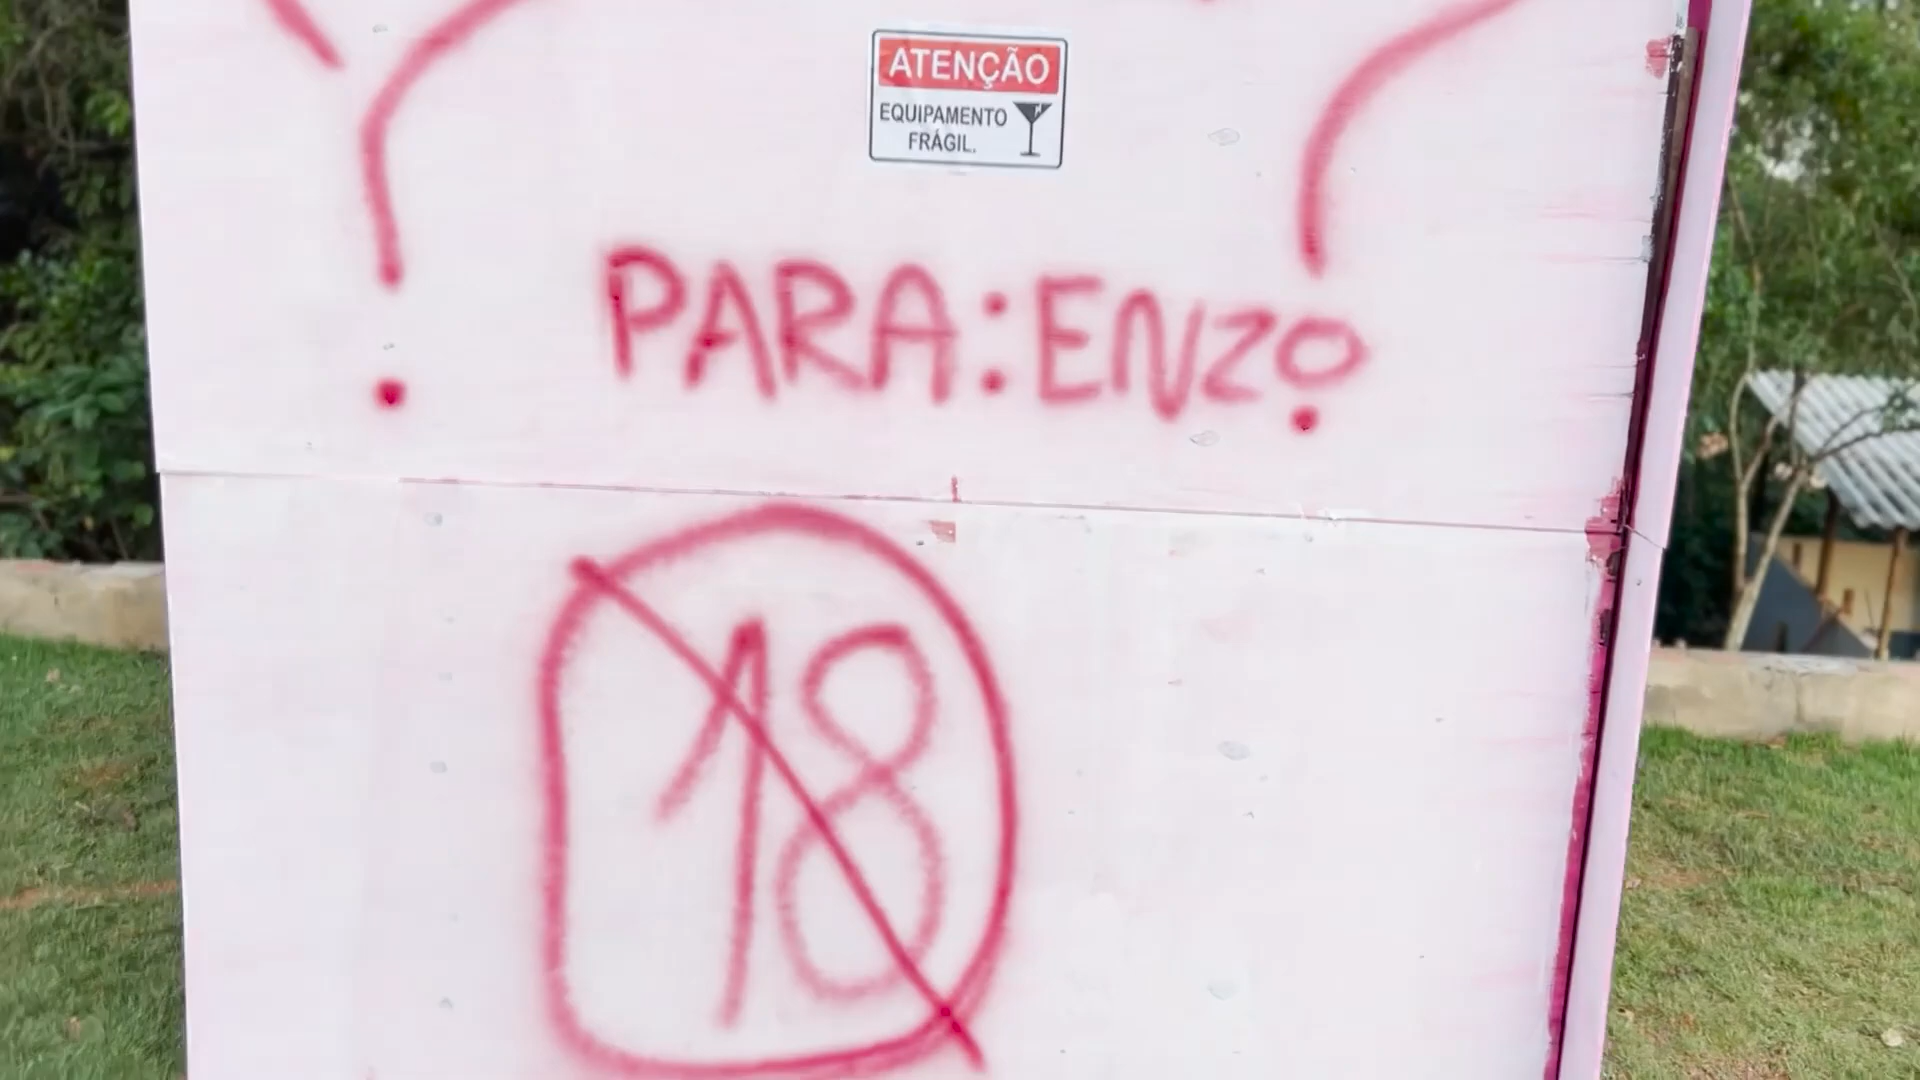 ATENÇÃO
EQUIPAMENTO
FRÁGIL.
? ?
PARA:ENZO
18